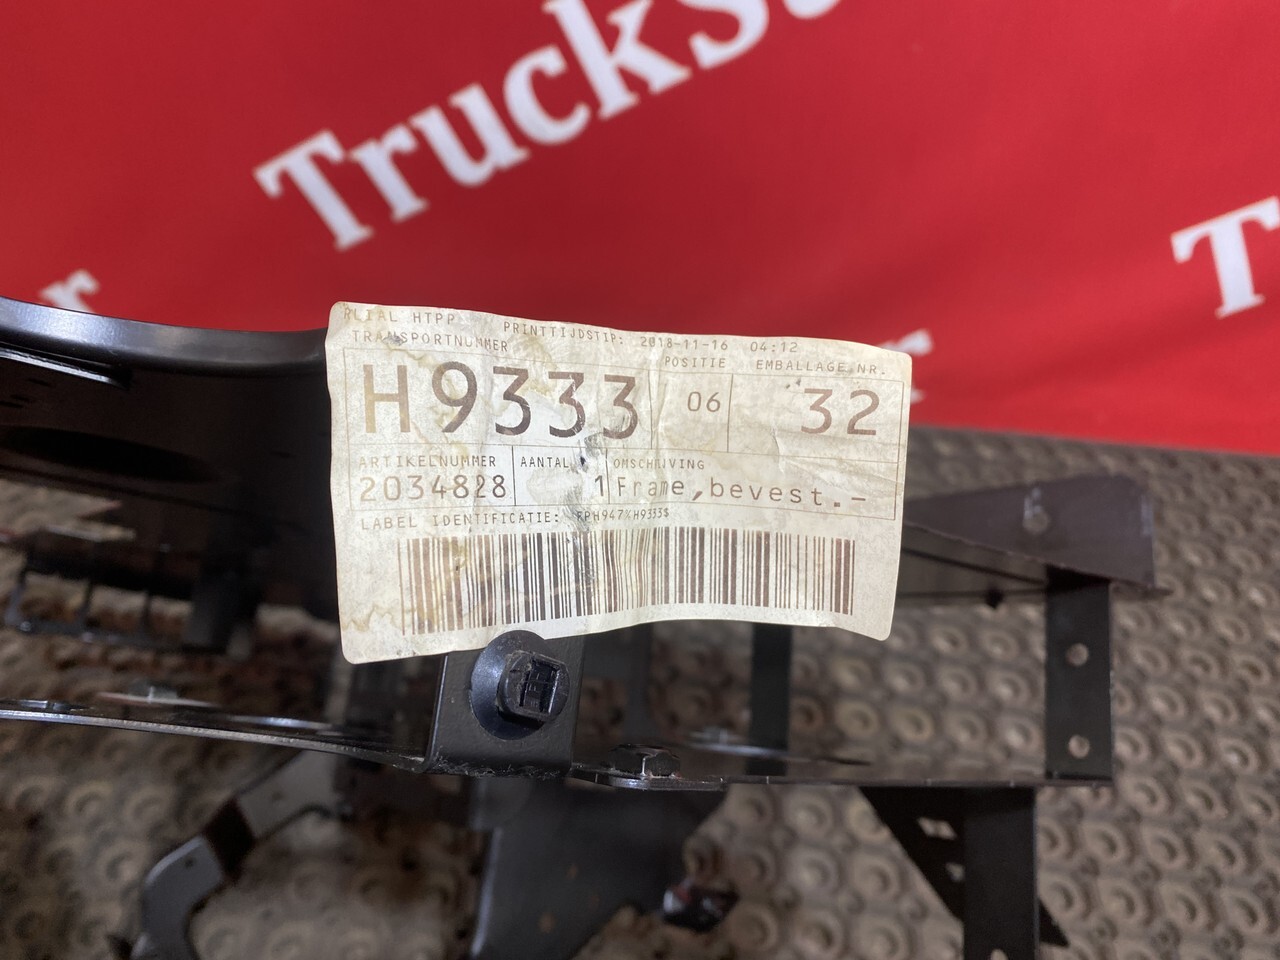 TruckSt
T
r
r
RLIAL HTPP PRINTTIJDSTIP: 2018-11-16 04:12
TRANSPORTNUMMER POSITIE EMBALLAGE NR.
H9333 06 32
ARTIKELNUMMER AANTAL OMSCHRIJVING
2034828 1 Frame,bevest.-
LABEL IDENTIFICATIE: